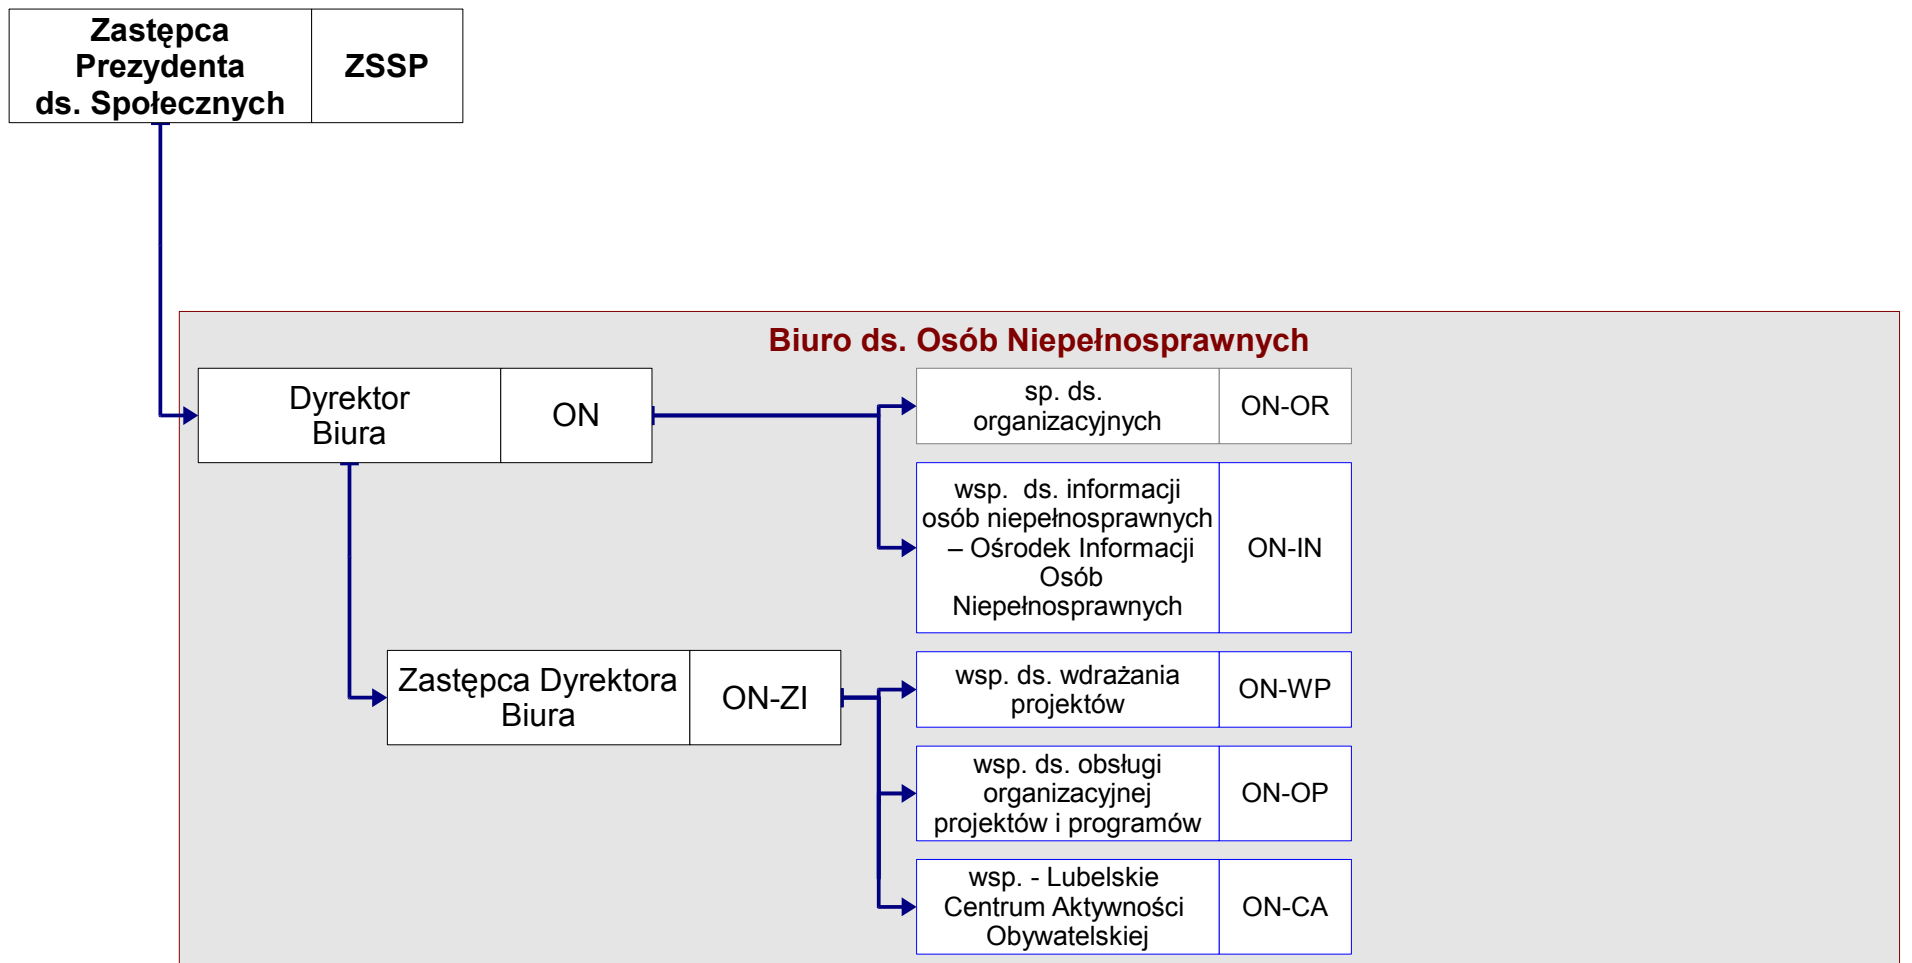 Zastępca
Prezydenta
ds. Społecznych
ZSSP
Biuro ds. Osób Niepełnosprawnych
Dyrektor
Biura
ON
sp. ds.
organizacyjnych
ON-OR
wsp. ds. informacji
osób niepełnosprawnych
– Ośrodek Informacji
Osób
Niepełnosprawnych
ON-IN
Zastępca Dyrektora
Biura
ON-ZI
wsp. ds. wdrażania
projektów
ON-WP
wsp. ds. obsługi
organizacyjnej
projektów i programów
ON-OP
wsp. - Lubelskie
Centrum Aktywności
Obywatelskiej
ON-CA